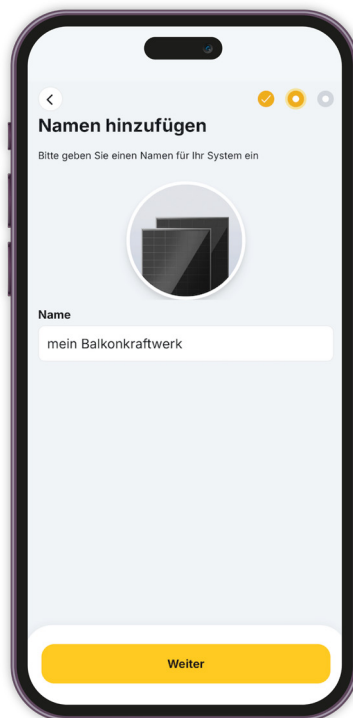 Namen hinzufügen
Bitte geben Sie einen Namen für Ihr System ein
Name
mein Balkonkraftwerk
Weiter